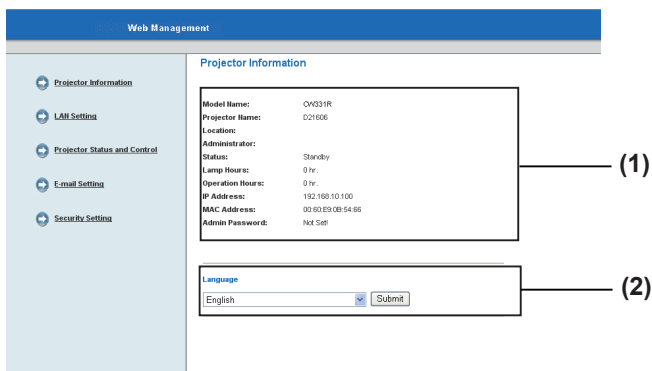 Web Management
Projector Information
LAN Setting
Projector Status and Control
E-mail Setting
Security Setting
Projector Information
Model Name: CW331R
Projector Name: D21606
Location:
Administrator:
Status: Standby
Lamp Hours: 0 hr.
Operation Hours: 0 hr.
IP Address: 192.168.10.100
MAC Address: 00:60:E9:0B:54:66
Admin Password: Not Set!
(1)
Language
English Submit
(2)